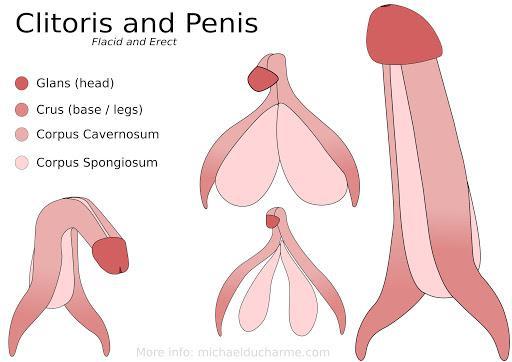 Clitoris and Penis
Flacid and Erect
Glans (head)
Crus (base / legs)
Corpus Cavernosum
Corpus Spongiosum
More info: michaelducharme.com